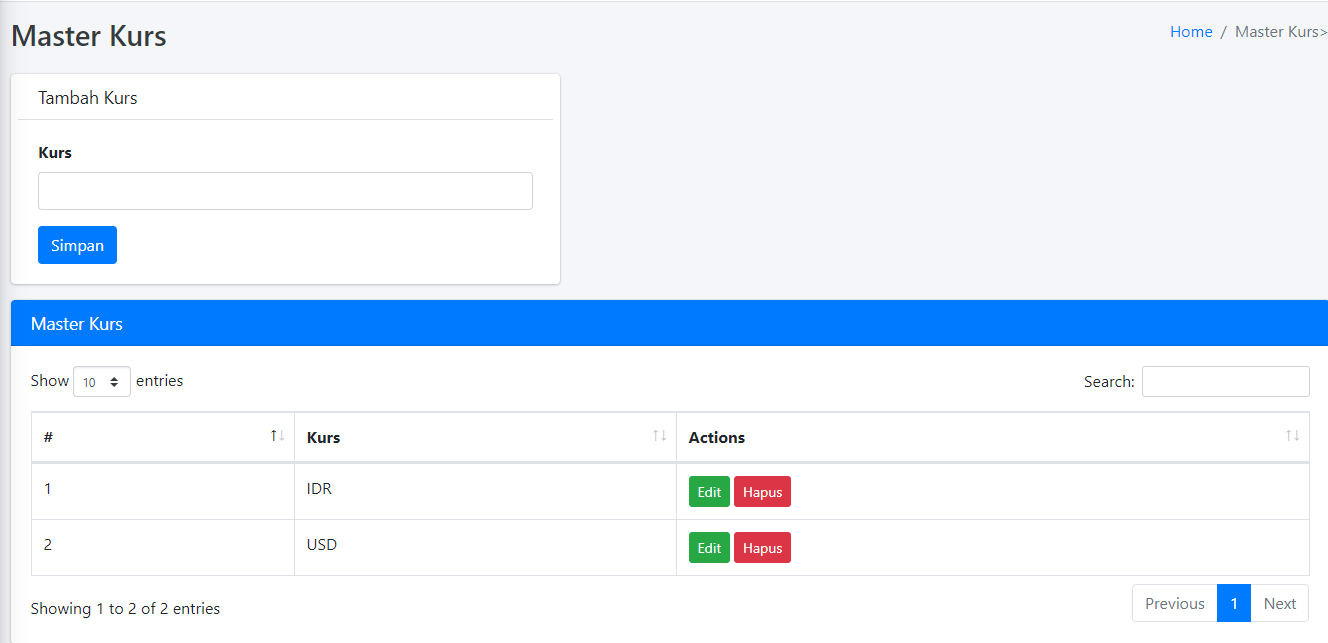 Master Kurs
Home / Master Kurs>
Tambah Kurs
Kurs
Simpan
Master Kurs
Show 10 entries
Search:
# Kurs Actions
1 IDR Edit Hapus
2 USD Edit Hapus
Showing 1 to 2 of 2 entries
Previous 1 Next